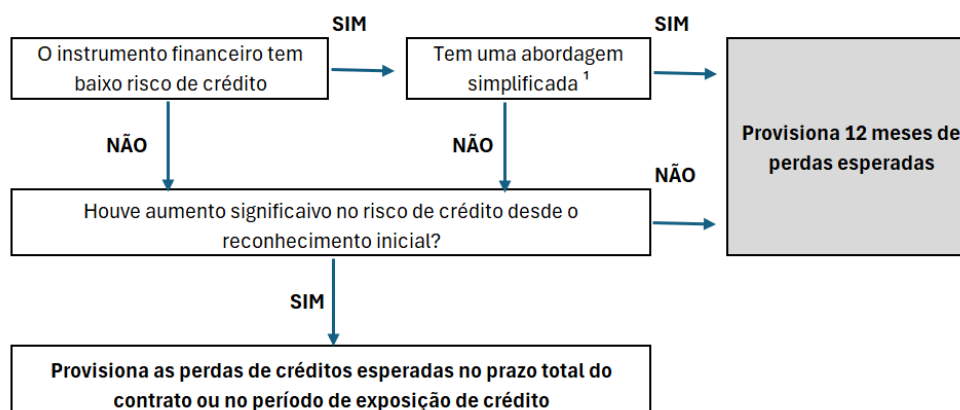 SIM
SIM
O instrumento financeiro tem
baixo risco de crédito
Tem uma abordagem
simplificada ¹
NÃO
NÃO
Provisiona 12 meses de
perdas esperadas
NÃO
Houve aumento significaivo no risco de crédito desde o
reconhecimento inicial?
SIM
Provisiona as perdas de créditos esperadas no prazo total do
contrato ou no período de exposição de crédito